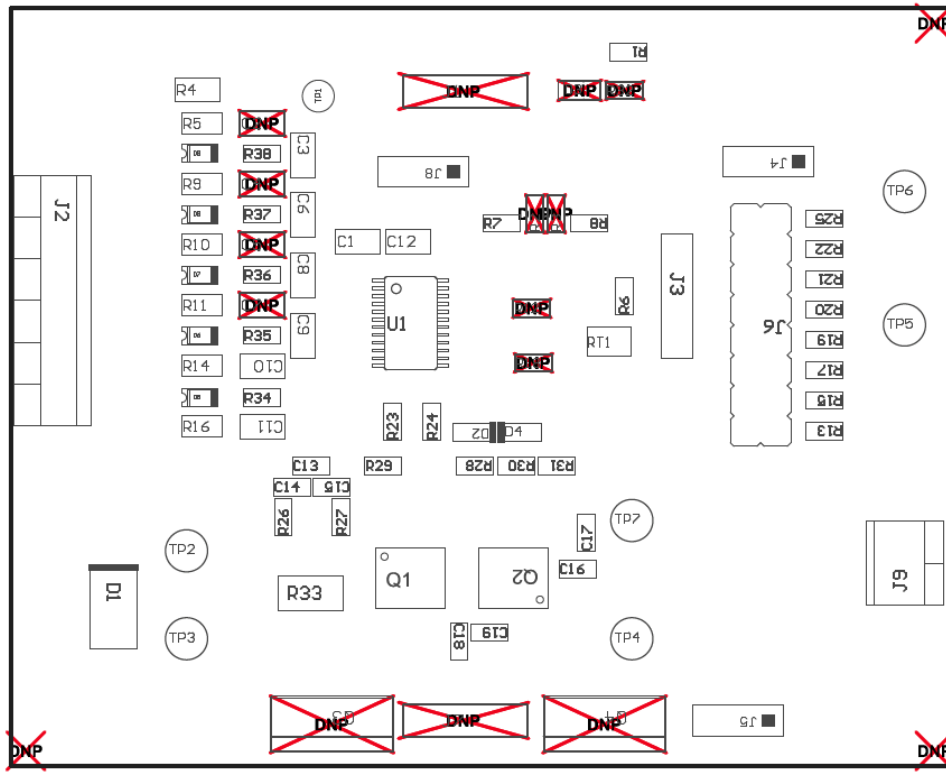 DNP
R1
DNP
DNP
DNP
R4
TP1
R5
DNP
C3
R38
J8
J4
R9
DNP
TP6
J2
C6
R37
DNP
DNP
R7
R8
R25
R10
DNP
C1
C12
R22
C8
R36
J3
R21
R6
R11
DNP
DNP
R20
U1
C9
J6
TP5
R35
RT1
R19
R14
C10
DNP
R17
R34
R15
R16
C11
R23
R24
D2
D4
R13
C13
R29
R28
R30
R31
C14
C15
R26
R27
TP7
C17
TP2
C16
D1
R33
Q1
Q2
J9
TP3
C18
C19
TP4
DNP
DNP
DNP
J5
DNP
DNP